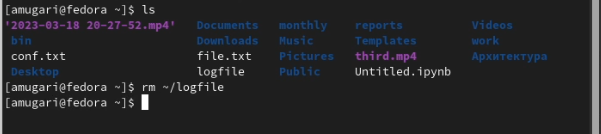 [amugari@fedora ~]$ ls
'2023-03-18 20-27-52.mp4' Documents monthly reports Videos
bin Downloads Music Templates work
conf.txt file.txt Pictures third.mp4 Архитектура
Desktop logfile Public Untitled.ipynb
[amugari@fedora ~]$ rm ~/logfile
[amugari@fedora ~]$